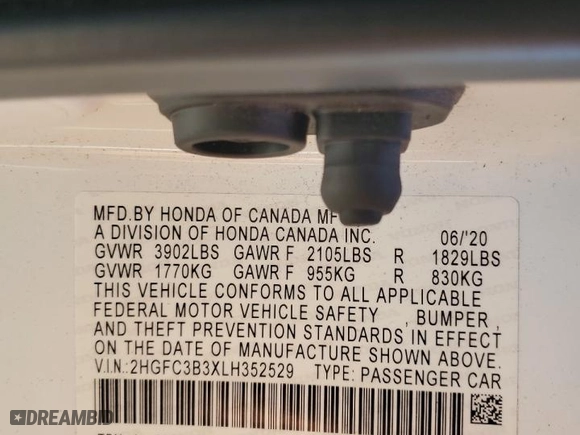 MFD.BY HONDA OF CANADA MF
A DIVISION OF HONDA CANADA INC. 06/'20
GVWR 3902LBS GAWR F 2105LBS R 1829LBS
GVWR 1770KG GAWR F 955KG R 830KG
THIS VEHICLE CONFORMS TO ALL APPLICABLE
FEDERAL MOTOR VEHICLE SAFETY , BUMPER ,
AND THEFT PREVENTION STANDARDS IN EFFECT
ON THE DATE OF MANUFACTURE SHOWN ABOVE.
V.I.N.:2HGFC3B3XLH352529 TYPE: PASSENGER CAR
DREAMBID